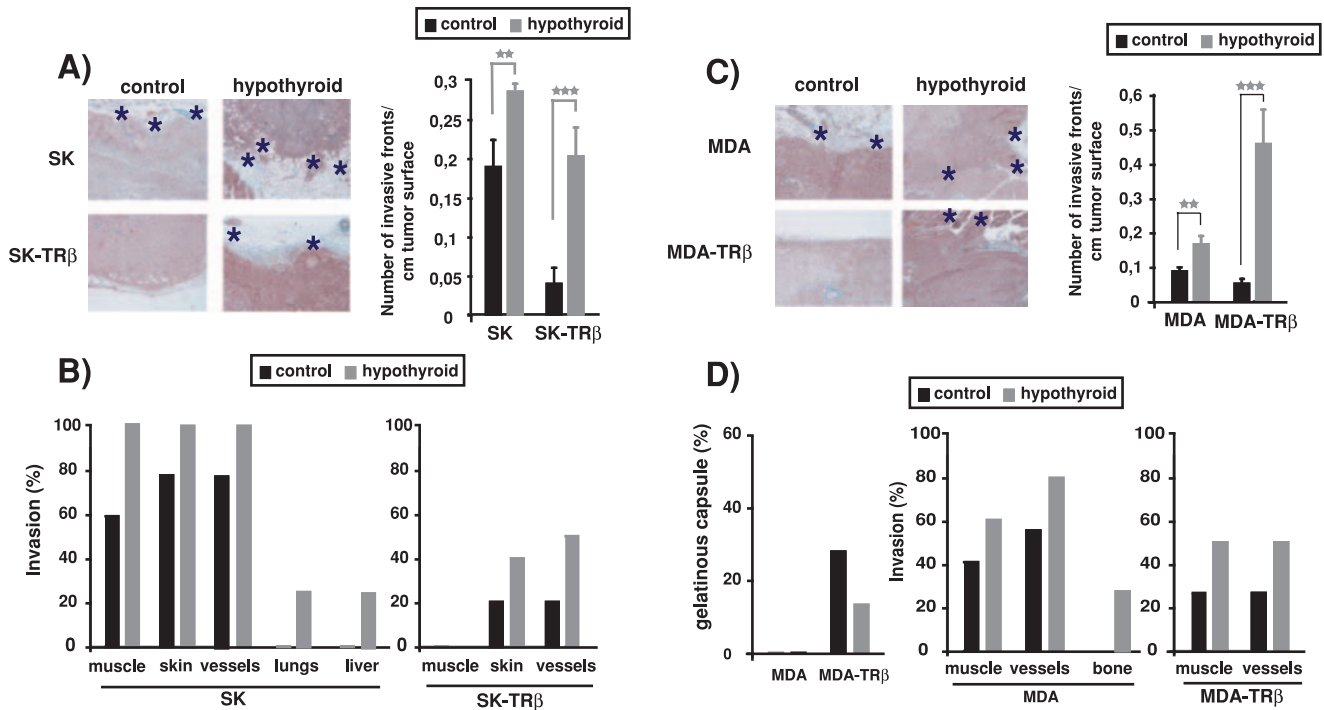 A)
control hypothyroid
control hypothyroid
SK
SK-TRβ
Number of invasive fronts/
cm tumor surface
0,3
0,25
0,2
0,15
0,1
0,05
0
SK SK-TRβ
C)
control hypothyroid
control hypothyroid
MDA
MDA-TRβ
Number of invasive fronts/
cm tumor surface
0,6
0,5
0,4
0,3
0,2
0,1
0
MDA MDA-TRβ
B)
control hypothyroid
Invasion (%)
100
80
60
40
20
0
muscle skin vessels lungs liver
SK
100
80
60
40
20
0
muscle skin vessels
SK-TRβ
D)
control hypothyroid
gelatinous capsule (%)
60
40
20
0
MDA MDA-TRβ
Invasion (%)
100
80
60
40
20
0
muscle vessels bone
MDA
100
80
60
40
20
0
muscle vessels
MDA-TRβ